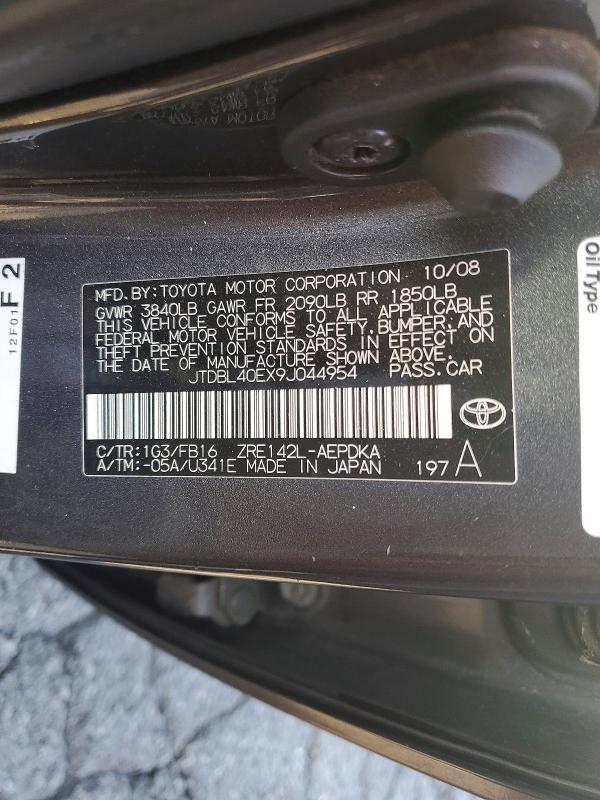 MFD.BY:TOYOTA MOTOR CORPORATION 10/08
GVWR 3840LB GAWR FR 2090LB RR 1850LB
THIS VEHICLE CONFORMS TO ALL APPLICABLE
FEDERAL MOTOR VEHICLE SAFETY,BUMPER,AND
THEFT PREVENTION STANDARDS IN EFFECT ON
THE DATE OF MANUFACTURE SHOWN ABOVE.
JTDBL40EX9J044954 PASS.CAR
C/TR:1G3/FB16 ZRE142L-AEPDKA
A/TM:-05A/U341E MADE IN JAPAN 197 A
F 2
12F01
Oil Type